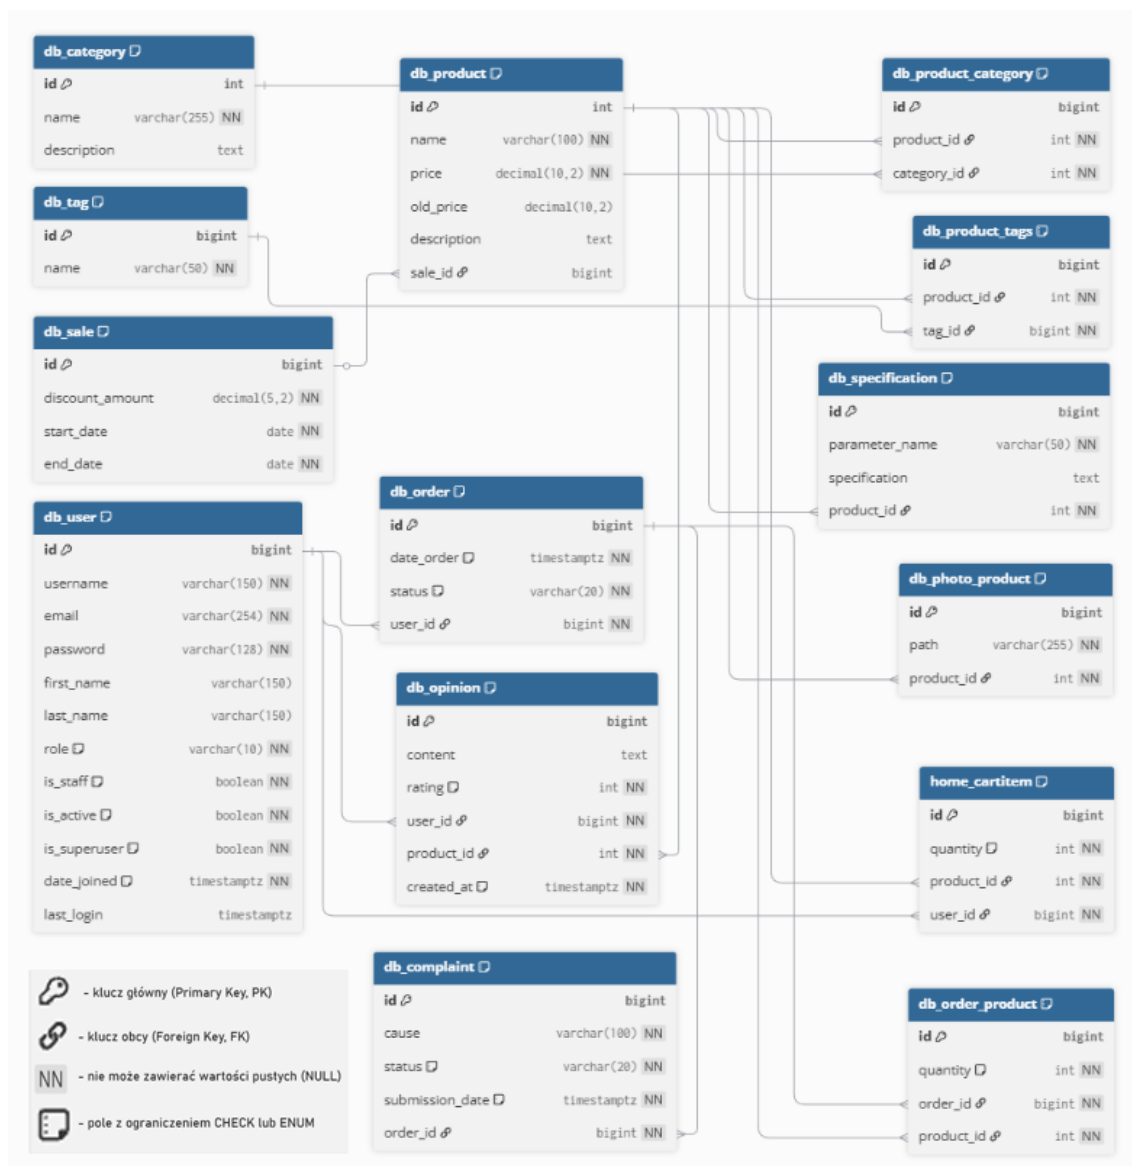 db_category
id int
name varchar(255) NN
description text
db_tag
id bigint
name varchar(50) NN
db_sale
id bigint
discount_amount decimal(5,2) NN
start_date date NN
end_date date NN
db_user
id bigint
username varchar(150) NN
email varchar(254) NN
password varchar(128) NN
first_name varchar(150)
last_name varchar(150)
role varchar(10) NN
is_staff boolean NN
is_active boolean NN
is_superuser boolean NN
date_joined timestamptz NN
last_login timestamptz
- klucz główny (Primary Key, PK)
- klucz obcy (Foreign Key, FK)
NN - nie może zawierać wartości pustych (NULL)
- pole z ograniczeniem CHECK lub ENUM
db_product
id int
name varchar(100) NN
price decimal(10,2) NN
old_price decimal(10,2)
description text
sale_id bigint
db_order
id bigint
date_order timestamptz NN
status varchar(20) NN
user_id bigint NN
db_opinion
id bigint
content text
rating int NN
user_id bigint NN
product_id int NN
created_at timestamptz NN
db_complaint
id bigint
cause varchar(100) NN
status varchar(20) NN
submission_date timestamptz NN
order_id bigint NN
db_product_category
id bigint
product_id int NN
category_id int NN
db_product_tags
id bigint
product_id int NN
tag_id bigint NN
db_specification
id bigint
parameter_name varchar(50) NN
specification text
product_id int NN
db_photo_product
id bigint
path varchar(255) NN
product_id int NN
home_cartitem
id bigint
quantity int NN
product_id int NN
user_id bigint NN
db_order_product
id bigint
quantity int NN
order_id bigint NN
product_id int NN